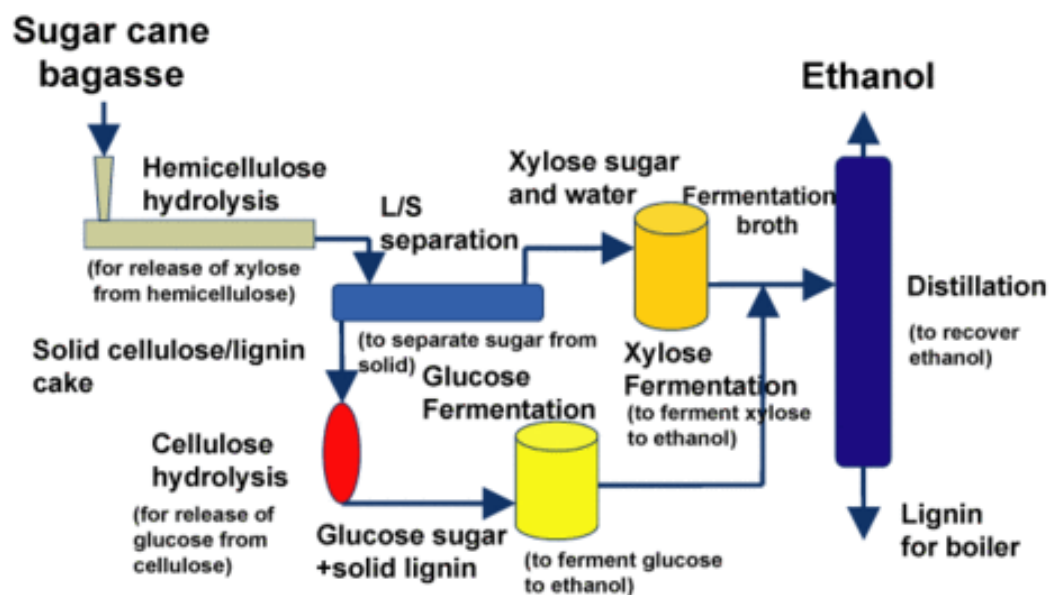 Sugar cane
bagasse
Ethanol
Hemicellulose
hydrolysis
(for release of xylose
from hemicellulose)
L/S
separation
Xylose sugar
and water
Fermentation
broth
Distillation
(to recover
ethanol)
(to separate sugar from
solid)
Solid cellulose/lignin
cake
Glucose
Fermentation
Xylose
Fermentation
(to ferment xylose
to ethanol)
Cellulose
hydrolysis
(for release of
glucose from
cellulose)
Glucose sugar
+solid lignin
(to ferment glucose
to ethanol)
Lignin
for boiler